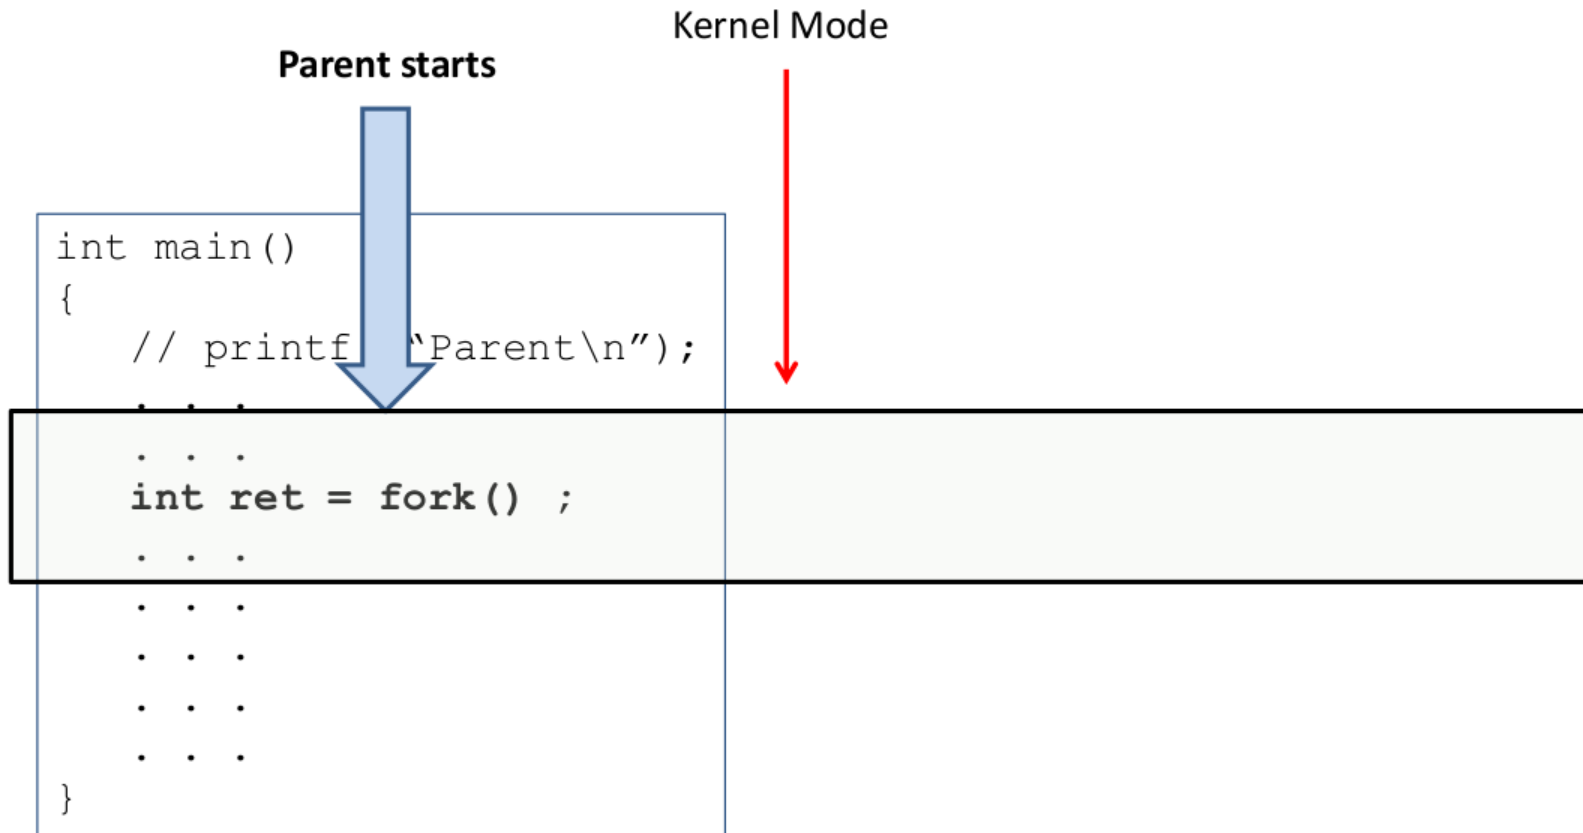 Kernel Mode
Parent starts
int main()
{
// printf “Parent\n”);
. . .
. . .
int ret = fork() ;
. . .
. . .
. . .
. . .
. . .
}